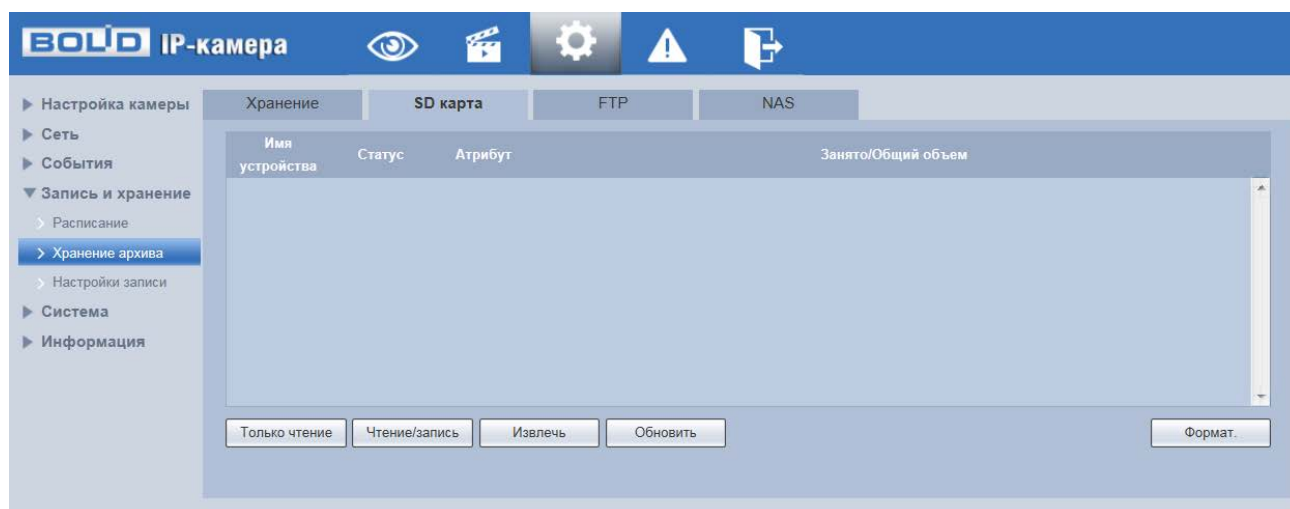 BOLID IP-камера
Настройка камеры
Сеть
События
Запись и хранение
Расписание
Хранение архива
Настройки записи
Система
Информация
Хранение SD карта FTP NAS
Имя устройства Статус Атрибут Занято/Общий объем
Только чтение Чтение/запись Извлечь Обновить Формат.